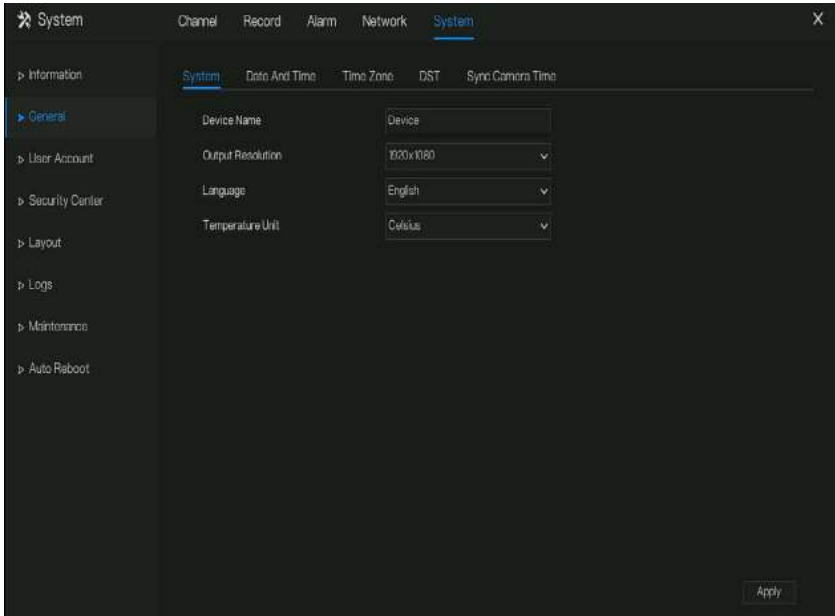 System
Channel Record Alarm Network System X
Information
General
User Account
Security Center
Layout
Logs
Maintenance
Auto Reboot
System Date And Time Time Zone DST Sync Camera Time
Device Name Device
Output Resolution 1920x1080
Language English
Temperature Unit Celsius
Apply